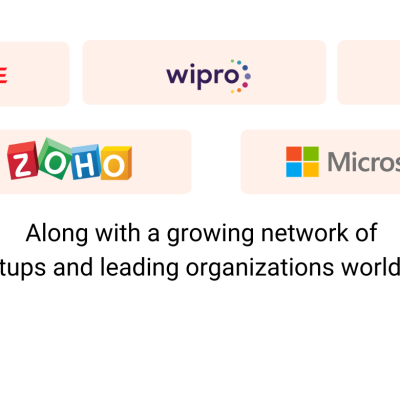 E
wipro
ZOHO
Micros
Along with a growing network of
tups and leading organizations world